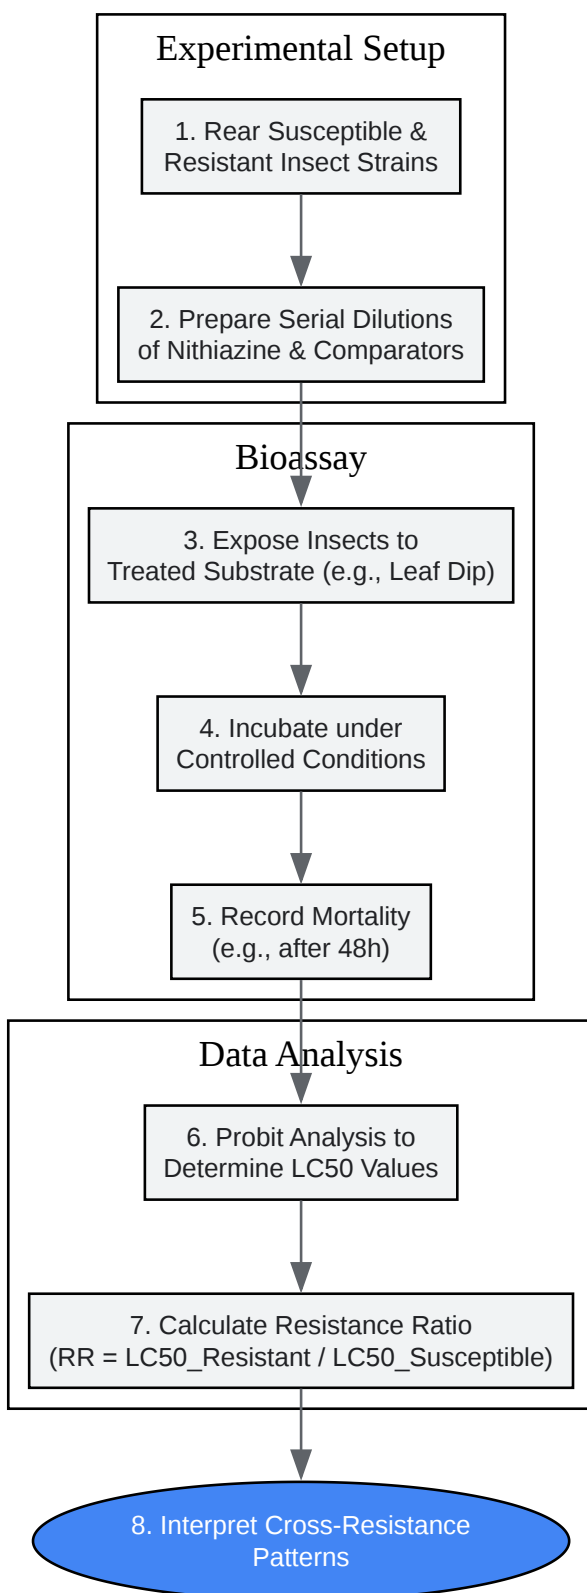 Experimental Setup
1. Rear Susceptible &
Resistant Insect Strains
2. Prepare Serial Dilutions
of Nithiazine & Comparators
Bioassay
3. Expose Insects to
Treated Substrate (e.g., Leaf Dip)
4. Incubate under
Controlled Conditions
5. Record Mortality
(e.g., after 48h)
Data Analysis
6. Probit Analysis to
Determine LC50 Values
7. Calculate Resistance Ratio
(RR = LC50_Resistant / LC50_Susceptible)
8. Interpret Cross-Resistance
Patterns